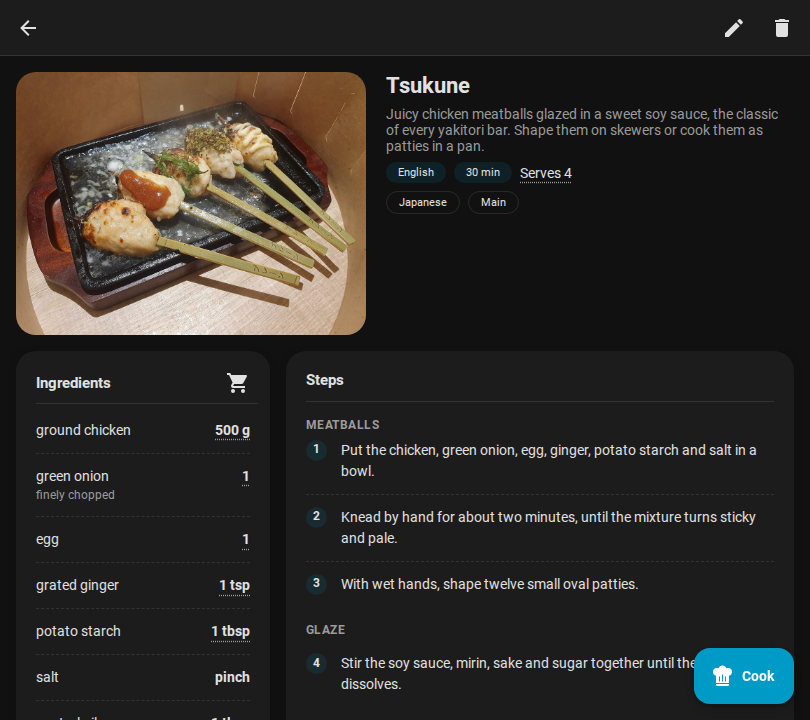 Tsukune
Juicy chicken meatballs glazed in a sweet soy sauce, the classic
of every yakitori bar. Shape them on skewers or cook them as
patties in a pan.
English
30 min
Serves 4
Japanese
Main
Ingredients
ground chicken
500 g
green onion
1
finely chopped
egg
1
grated ginger
1 tsp
potato starch
1 tbsp
salt
pinch
Steps
MEATBALLS
1
Put the chicken, green onion, egg, ginger, potato starch and salt in a
bowl.
2
Knead by hand for about two minutes, until the mixture turns sticky
and pale.
3
With wet hands, shape twelve small oval patties.
GLAZE
4
Stir the soy sauce, mirin, sake and sugar together until the
dissolves.
Cook